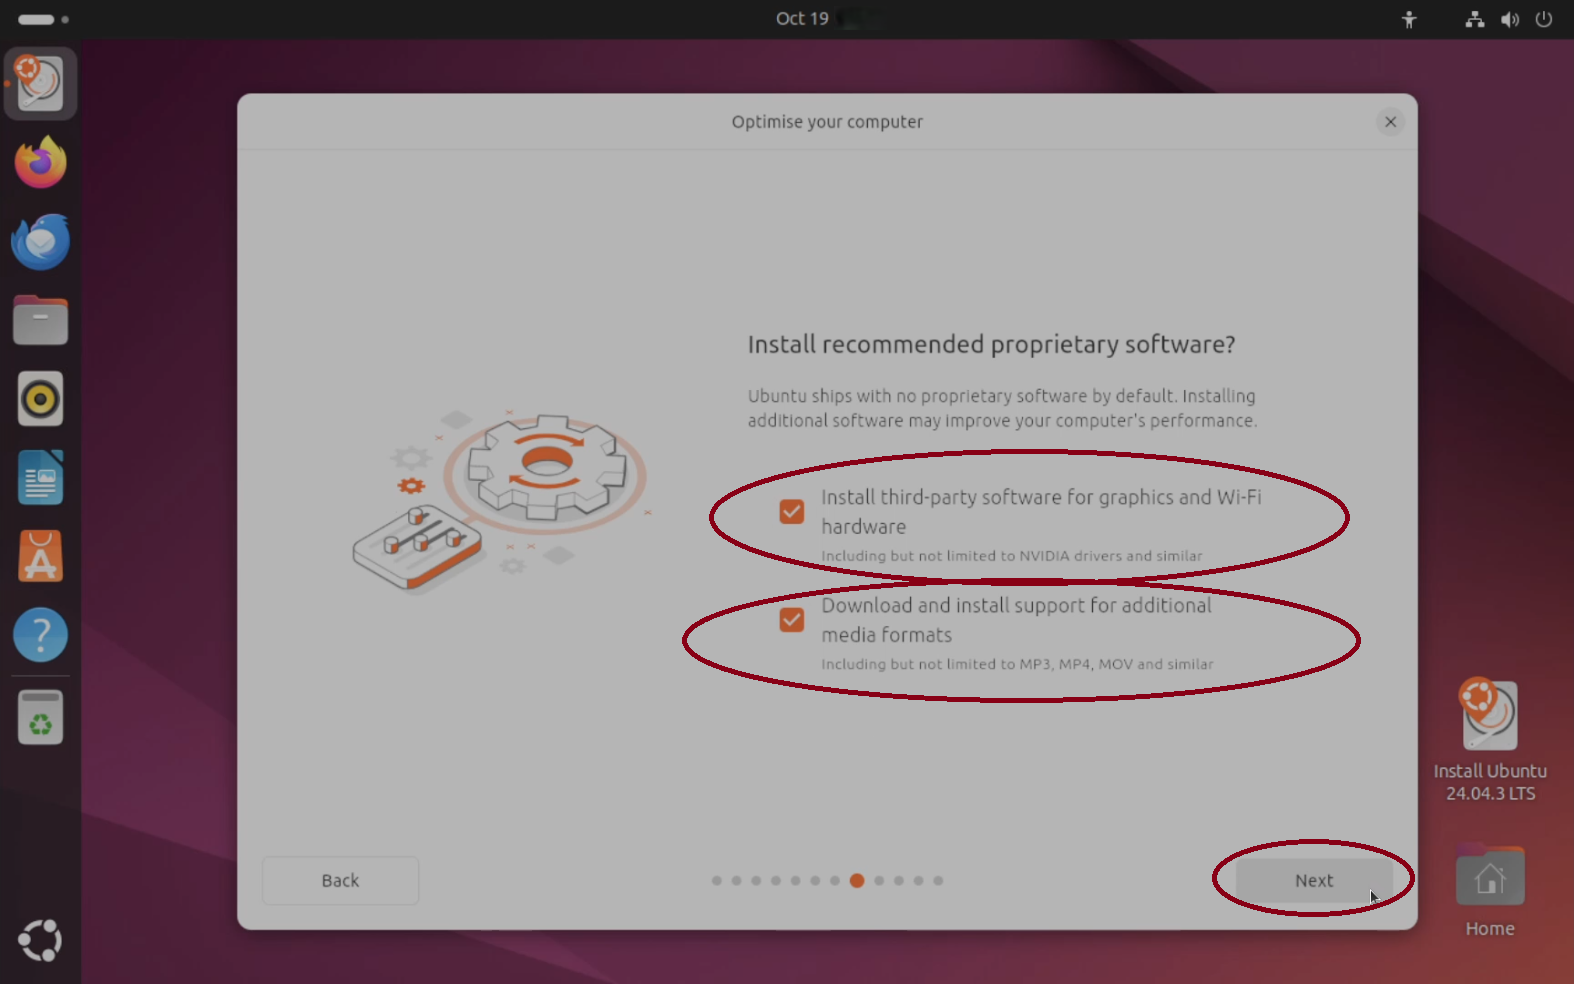 Oct 19
Optimise your computer
Install recommended proprietary software?
Ubuntu ships with no proprietary software by default. Installing
additional software may improve your computer's performance.
Install third-party software for graphics and Wi-Fi
hardware
Including but not limited to NVIDIA drivers and similar
Download and install support for additional
media formats
Including but not limited to MP3, MP4, MOV and similar
Install Ubuntu
24.04.3 LTS
Back
Next
Home